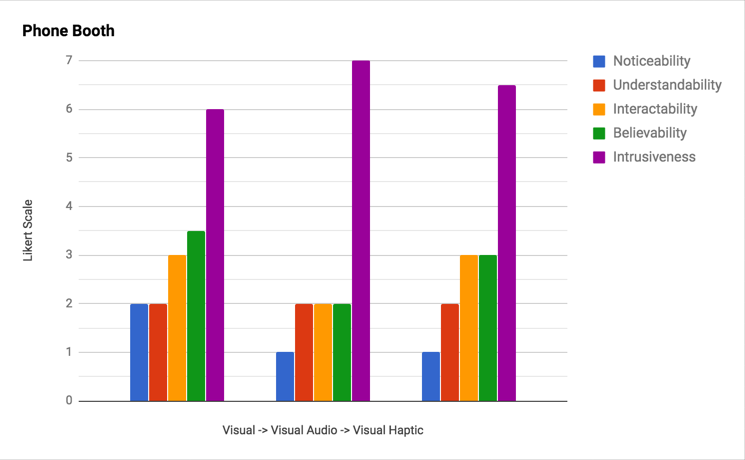 Phone Booth
7
6
5
4
3
2
1
0
Likert Scale
Visual -> Visual Audio -> Visual Haptic
Noticeability
Understandability
Interactability
Believability
Intrusiveness